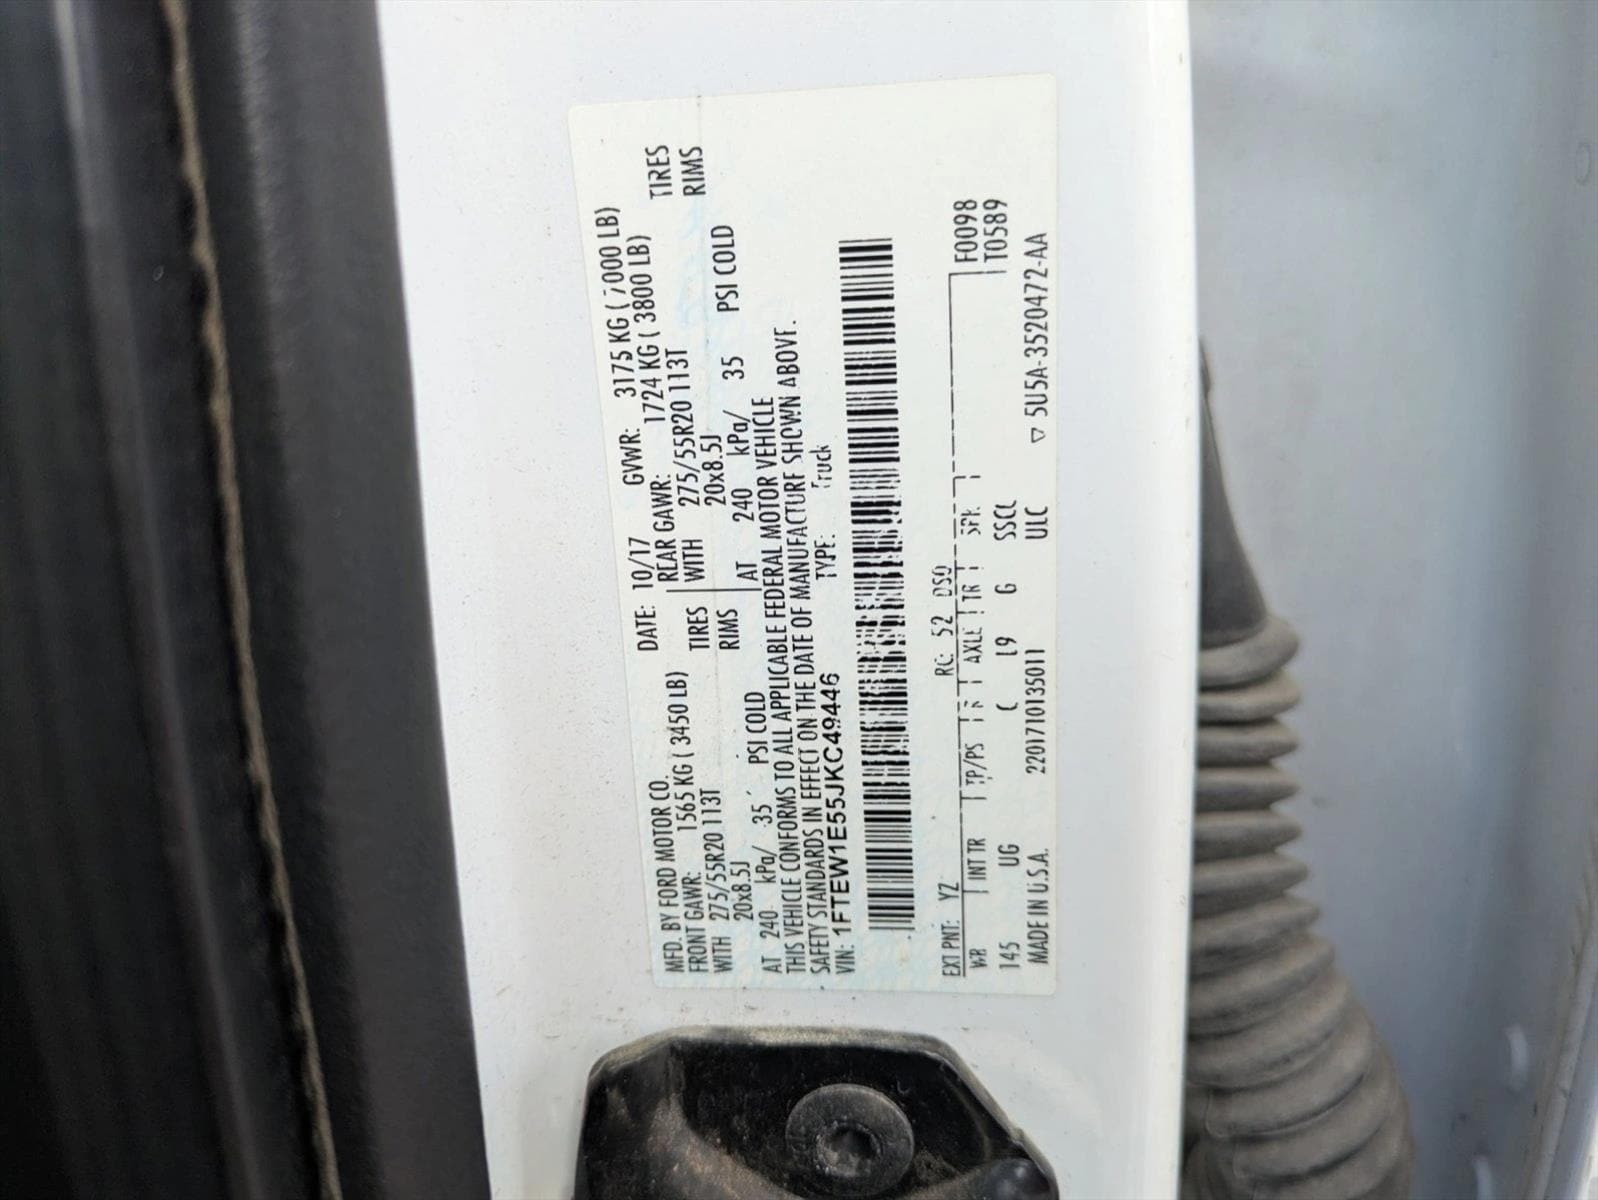 MFD. BY FORD MOTOR CO.
DATE: 10/17 GVWR: 3175 KG ( 7000 LB)
FRONT GAWR: 1565 KG ( 3450 LB) REAR GAWR: 1724 KG ( 3800 LB)
WITH 275/55R20 113T TIRES WITH 275/55R20 113T TIRES
20x8.5J RIMS 20x8.5J RIMS
AT 240 kPa/ 35 PSI COLD AT 240 kPa/ 35 PSI COLD
THIS VEHICLE CONFORMS TO ALL APPLICABLE FEDERAL MOTOR VEHICLE
SAFETY STANDARDS IN EFFECT ON THE DATE OF MANUFACTURE SHOWN ABOVE.
VIN: 1FTEW1E55JKC49446 TYPE: Truck
EXT PNT: YZ RC: 52 DSO F0098
WB INT TR TP/PS R AXLE TR SPR T0589
145 UG C L9 G SSCL
MADE IN U.S.A. 2201710135011 ULC ▽ 5U5A-3520472-AA